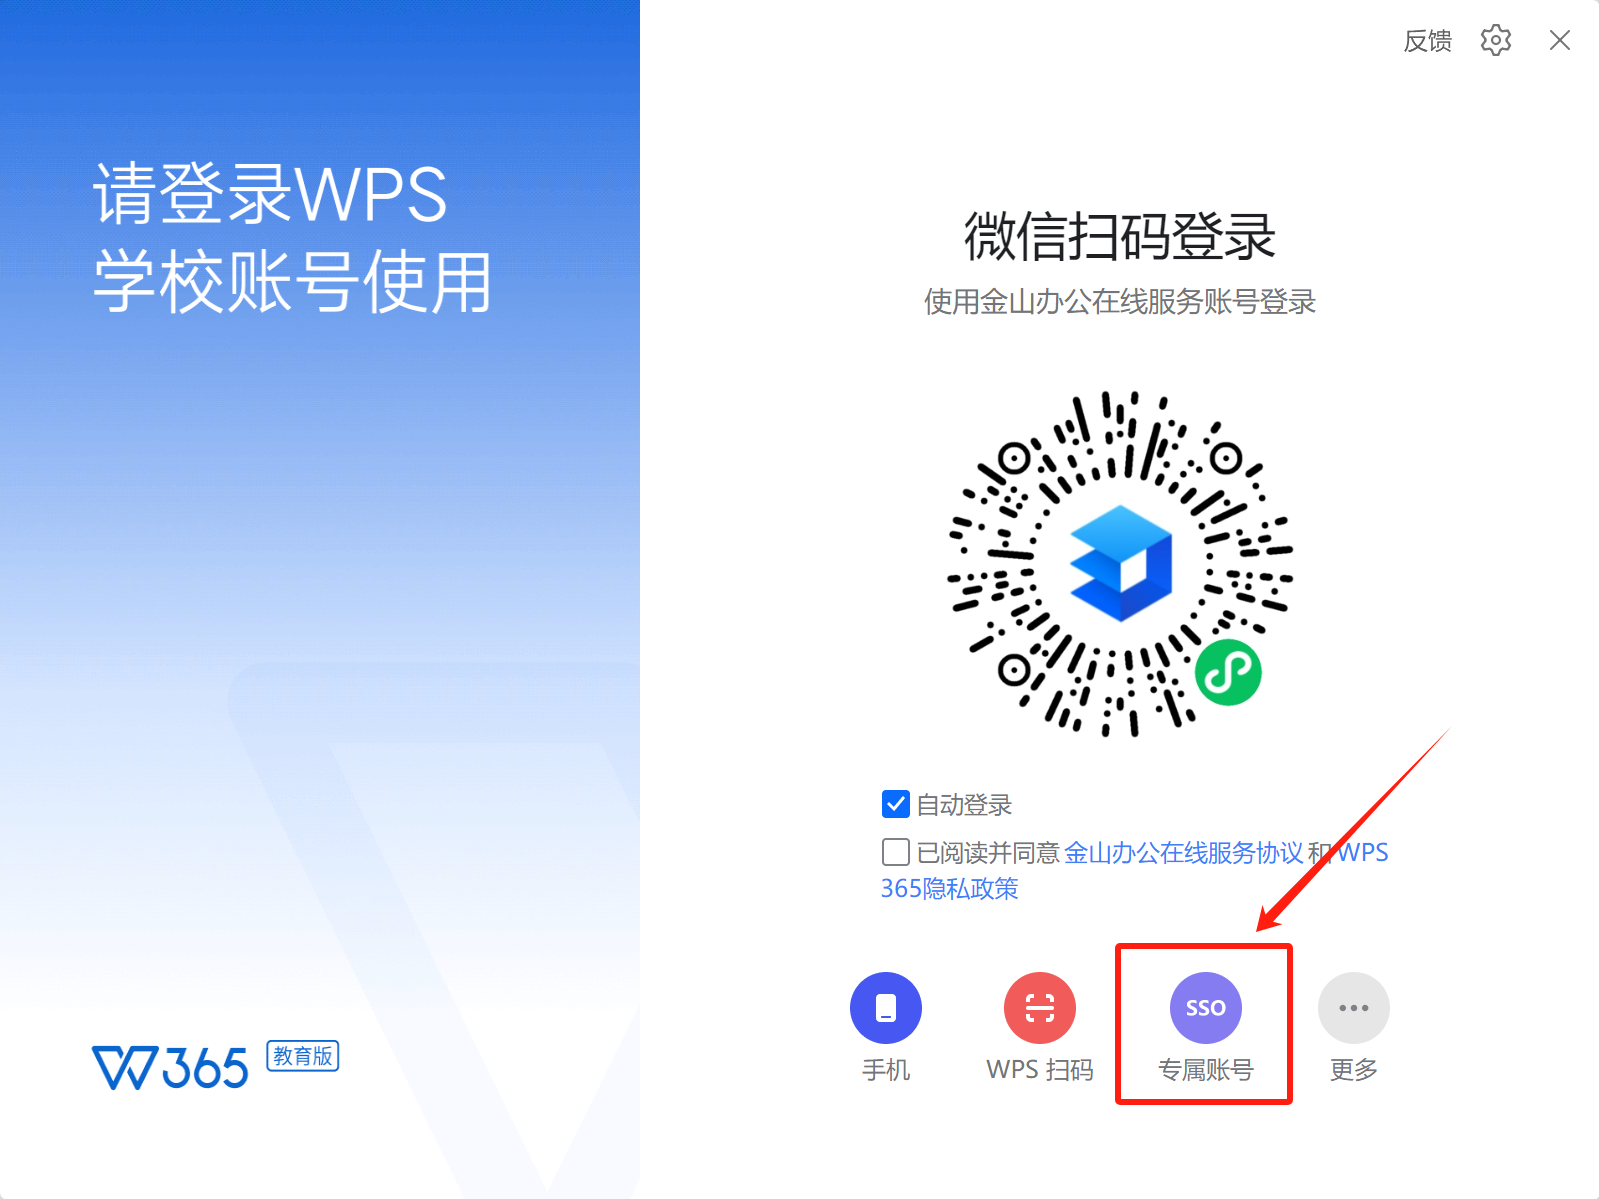 反馈
请登录WPS
学校账号使用
微信扫码登录
使用金山办公在线服务账号登录
自动登录
已阅读并同意 金山办公在线服务协议 和 WPS
365隐私政策
SSO
手机
WPS 扫码
专属账号
更多
W365 教育版